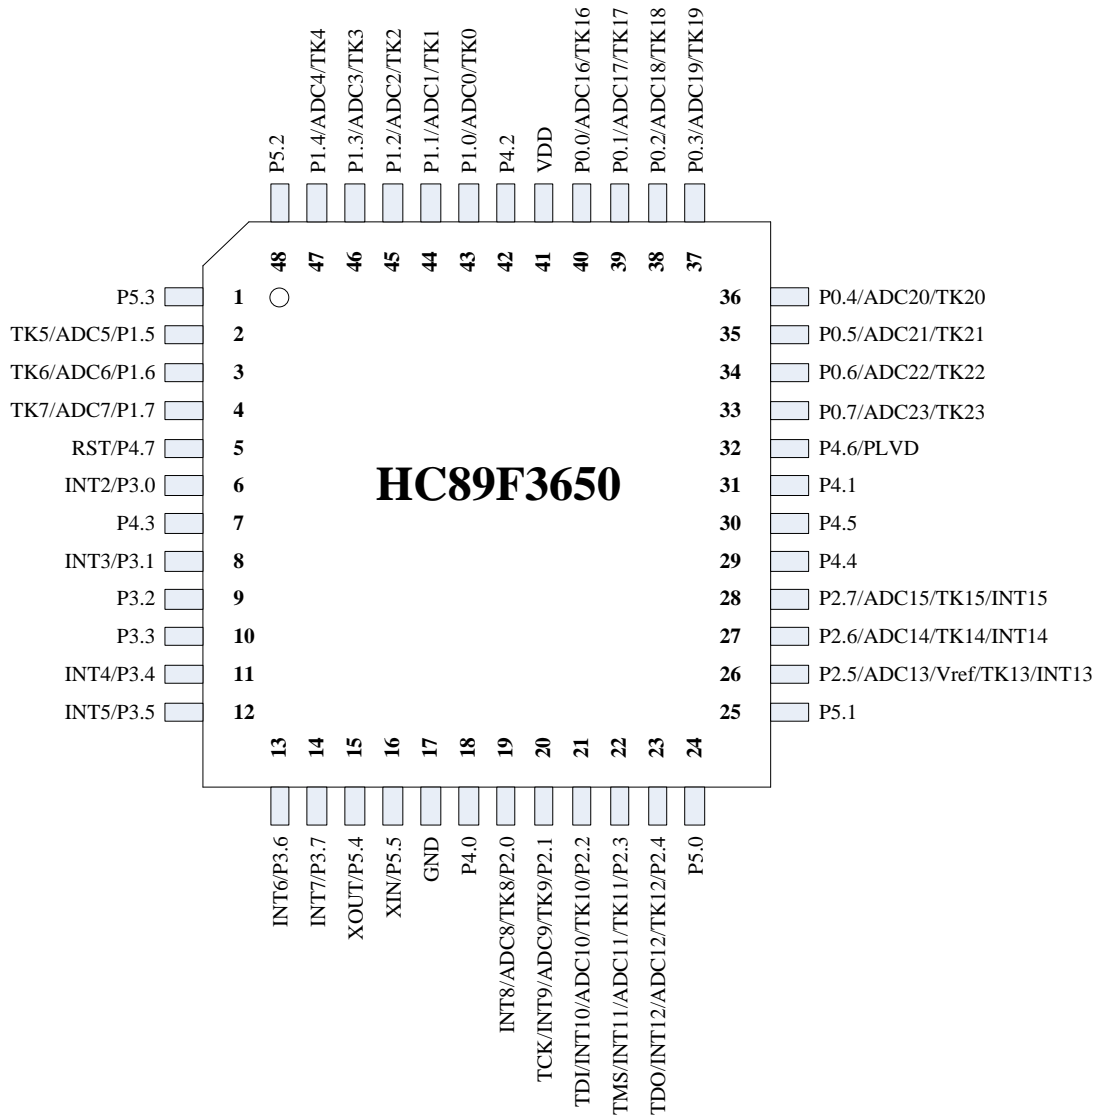 P5.2
P1.4/ADC4/TK4
P1.3/ADC3/TK3
P1.2/ADC2/TK2
P1.1/ADC1/TK1
P1.0/ADC0/TK0
P4.2
VDD
P0.0/ADC16/TK16
P0.1/ADC17/TK17
P0.2/ADC18/TK18
P0.3/ADC19/TK19
48
47
46
45
44
43
42
41
40
39
38
37
P5.3
1
TK5/ADC5/P1.5
2
TK6/ADC6/P1.6
3
TK7/ADC7/P1.7
4
RST/P4.7
5
INT2/P3.0
6
P4.3
7
INT3/P3.1
8
P3.2
9
P3.3
10
INT4/P3.4
11
INT5/P3.5
12
HC89F3650
36
P0.4/ADC20/TK20
35
P0.5/ADC21/TK21
34
P0.6/ADC22/TK22
33
P0.7/ADC23/TK23
32
P4.6/PLVD
31
P4.1
30
P4.5
29
P4.4
28
P2.7/ADC15/TK15/INT15
27
P2.6/ADC14/TK14/INT14
26
P2.5/ADC13/Vref/TK13/INT13
25
P5.1
13
14
15
16
17
18
19
20
21
22
23
24
INT6/P3.6
INT7/P3.7
XOUT/P5.4
XIN/P5.5
GND
P4.0
INT8/ADC8/TK8/P2.0
TCK/INT9/ADC9/TK9/P2.1
TDI/INT10/ADC10/TK10/P2.2
TMS/INT11/ADC11/TK11/P2.3
TDO/INT12/ADC12/TK12/P2.4
P5.0